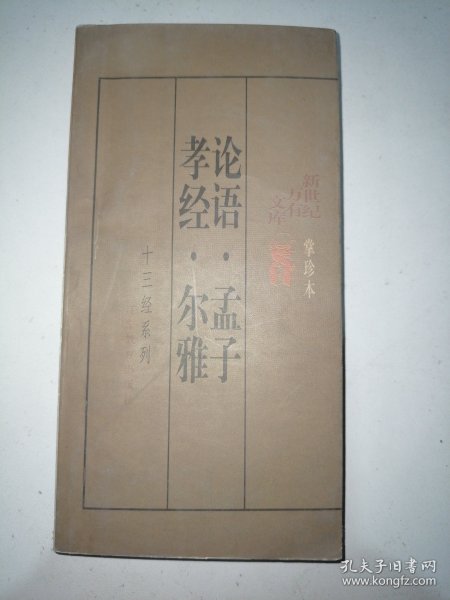 新世纪
万有
文库
掌珍本
论语·孟子
孝经·尔雅
十三经系列
孔夫子旧书网
www.kongfz.com